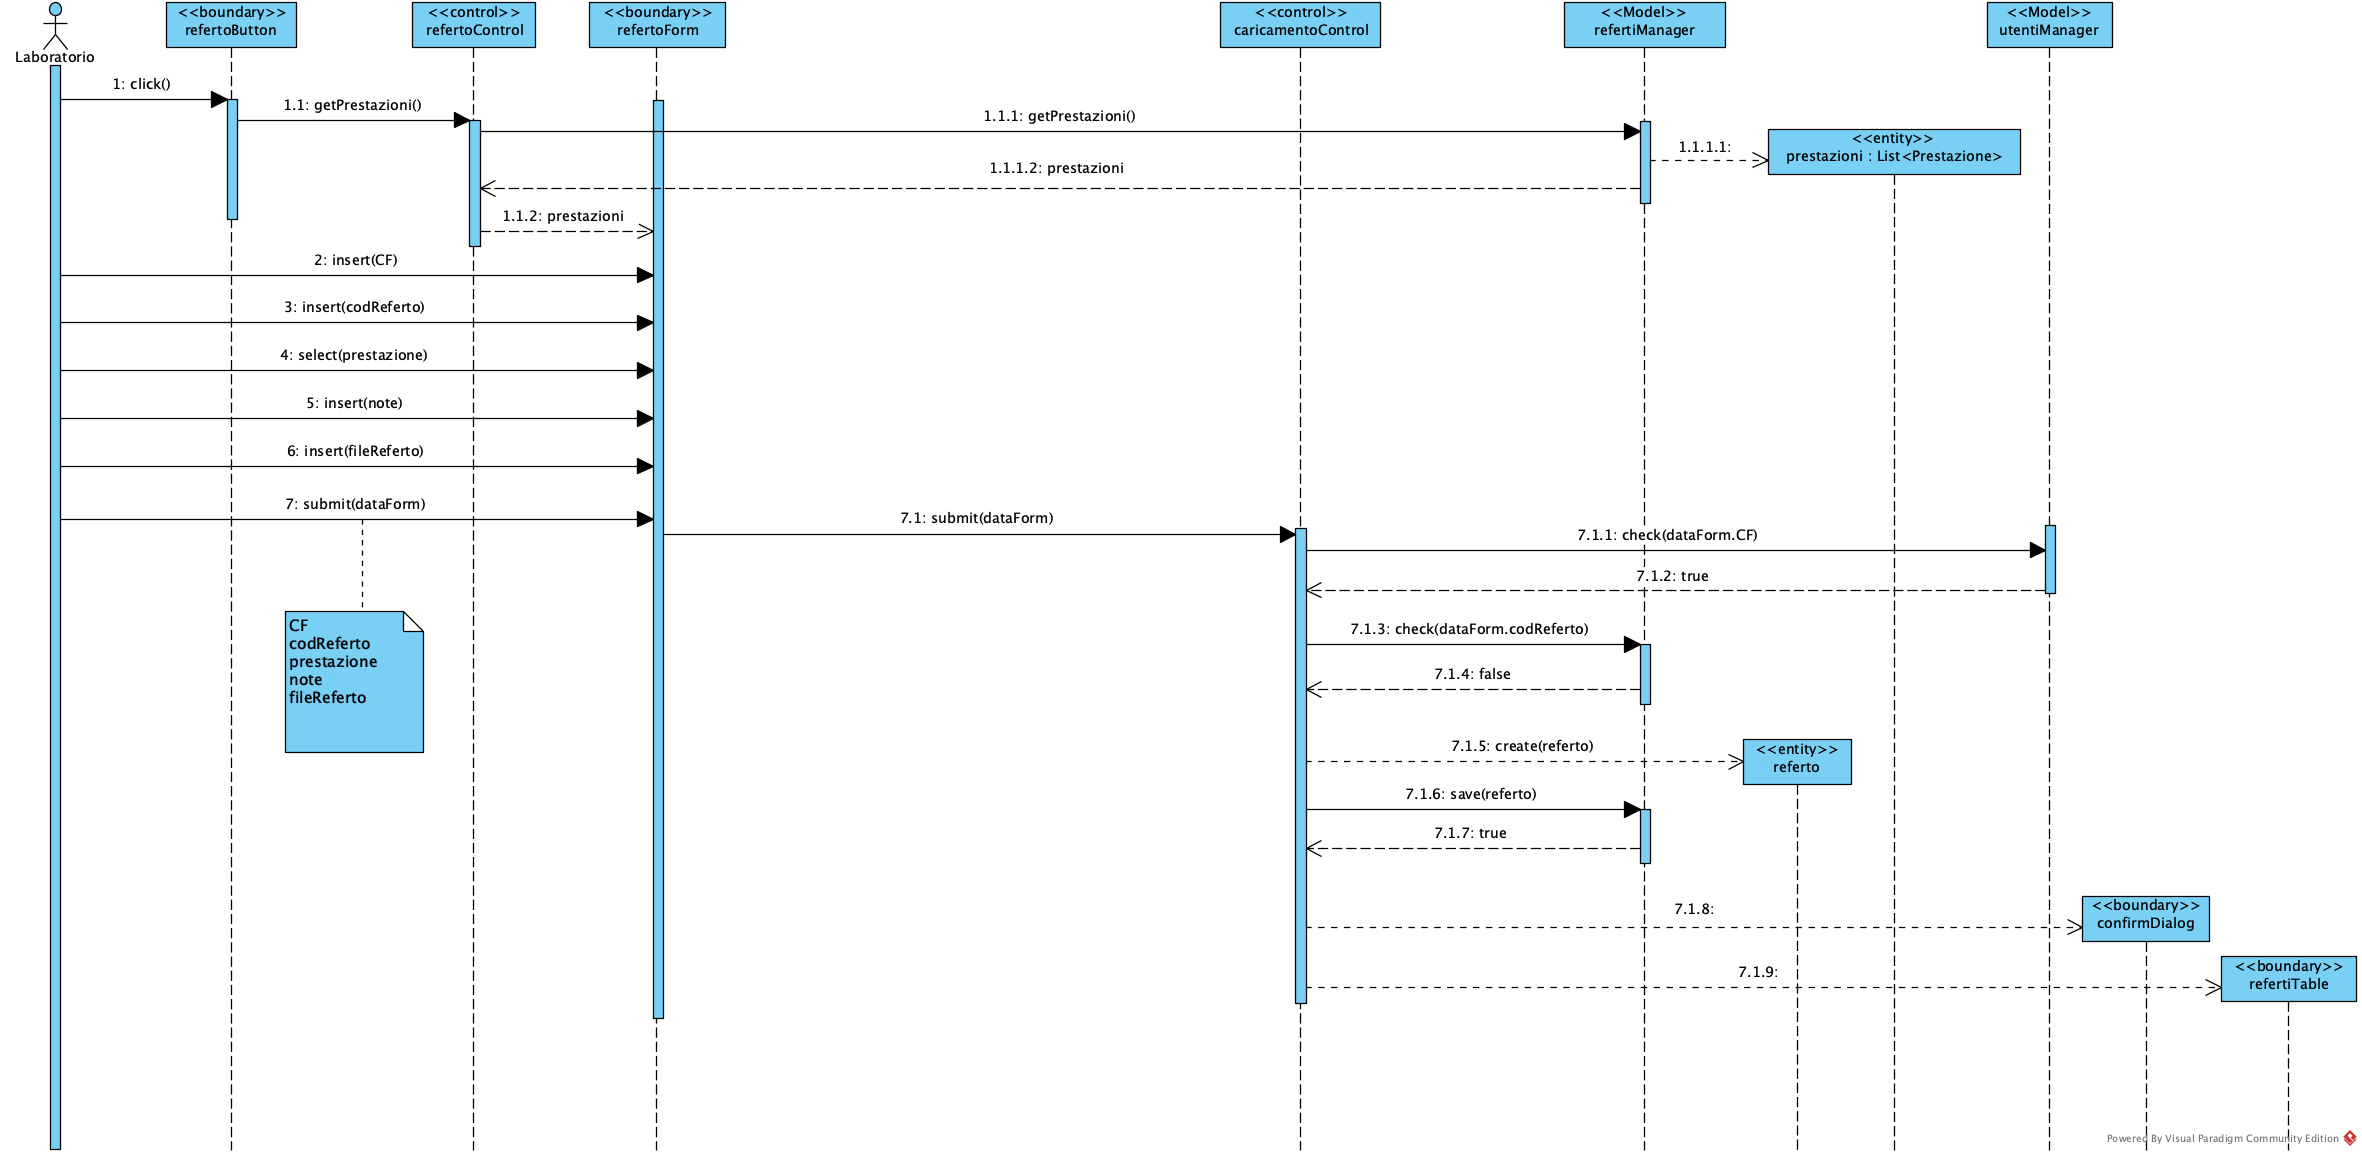 Laboratorio
<<boundary>>
refertoButton
<<control>>
refertoControl
<<boundary>>
refertoForm
<<control>>
caricamentoControl
<<Model>>
refertiManager
<<Model>>
utentiManager
1: click()
1.1: getPrestazioni()
1.1.1: getPrestazioni()
1.1.1.1:
<<entity>>
prestazioni : List<Prestazione>
1.1.1.2: prestazioni
1.1.2: prestazioni
2: insert(CF)
3: insert(codReferto)
4: select(prestazione)
5: insert(note)
6: insert(fileReferto)
7: submit(dataForm)
7.1: submit(dataForm)
7.1.1: check(dataForm.CF)
7.1.2: true
CF
codReferto
prestazione
note
fileReferto
7.1.3: check(dataForm.codReferto)
7.1.4: false
7.1.5: create(referto)
<<entity>>
referto
7.1.6: save(referto)
7.1.7: true
7.1.8:
<<boundary>>
confirmDialog
7.1.9:
<<boundary>>
refertiTable
Powered By Visual Paradigm Community Edition